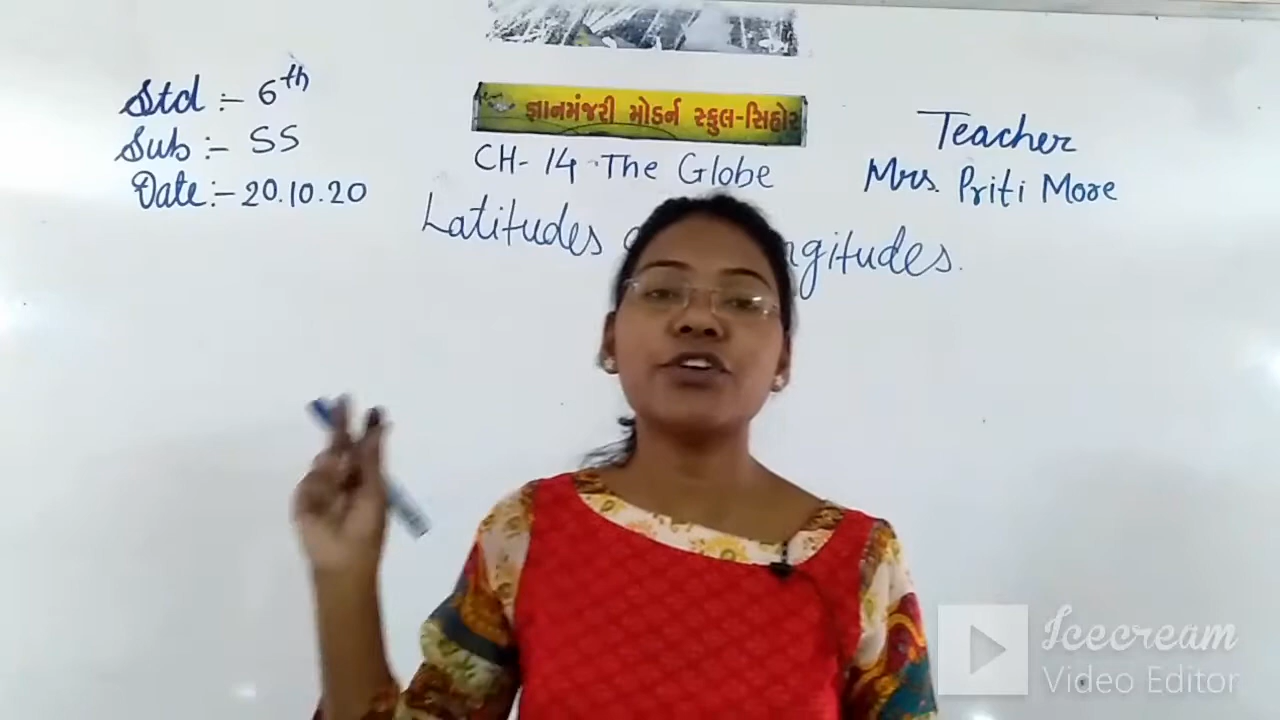 Std :- 6th
Sub :- SS
Date :- 20.10.20
જ્ઞાનમંજરી મોડર્ન સ્કુલ-સિહોર
CH- 14 The Globe
Latitudes
ngitudes.
Teacher
Mrs. Priti More
Icecream
Video Editor